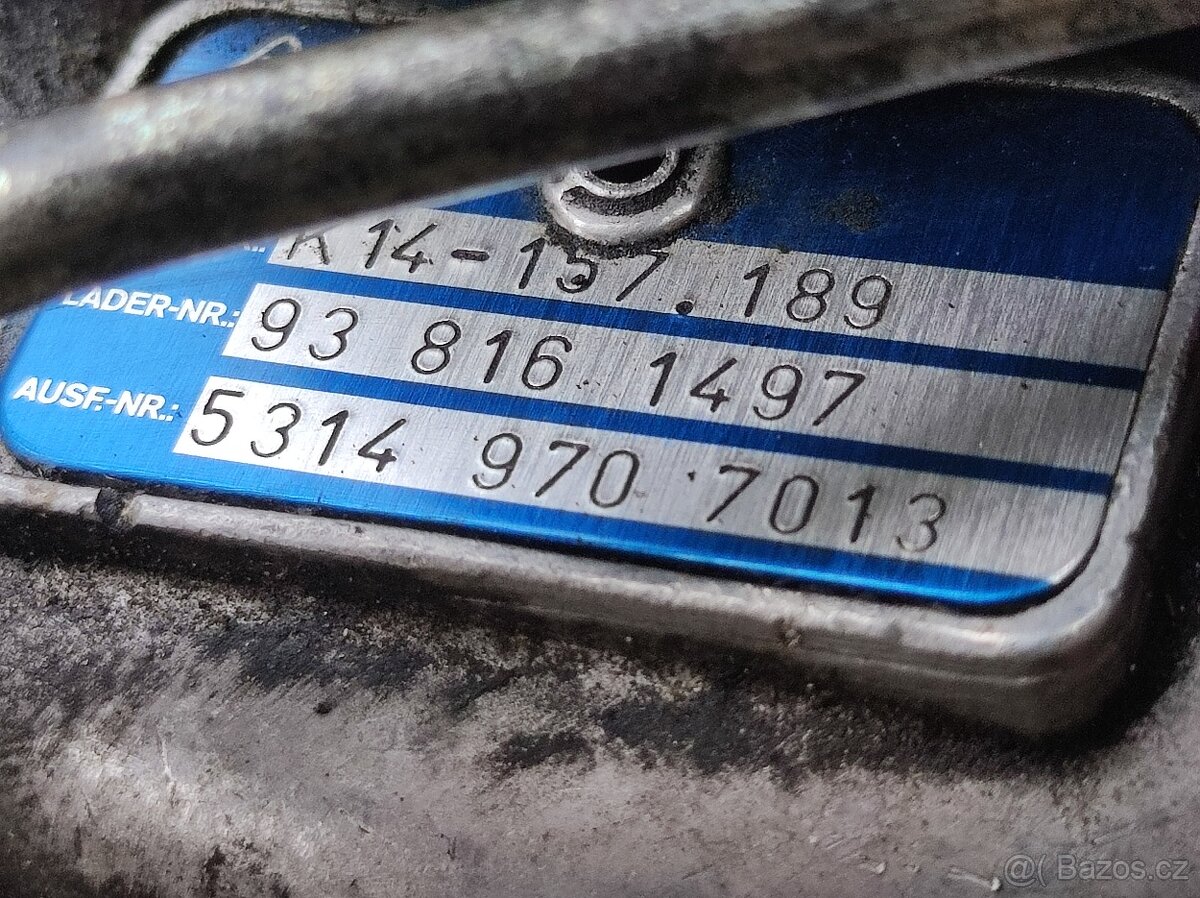 K 14-157.189
LADER-NR.: 93 816 1497
AUSF.-NR.: 5314 970 7013
@( Bazos.cz